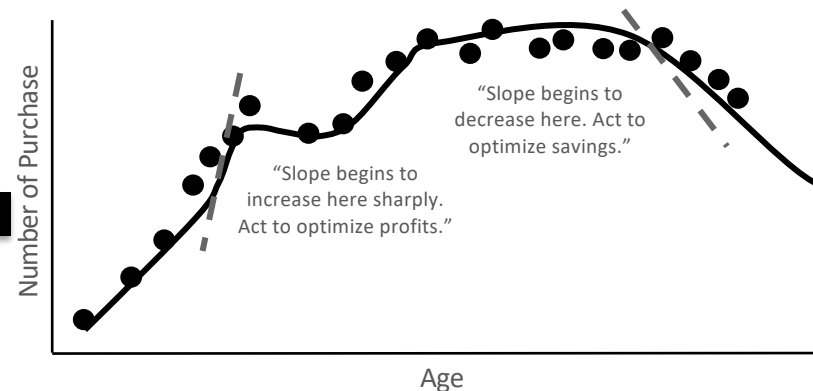 Number of Purchase
“Slope begins to
increase here sharply.
Act to optimize profits.”
“Slope begins to
decrease here. Act to
optimize savings.”
Age